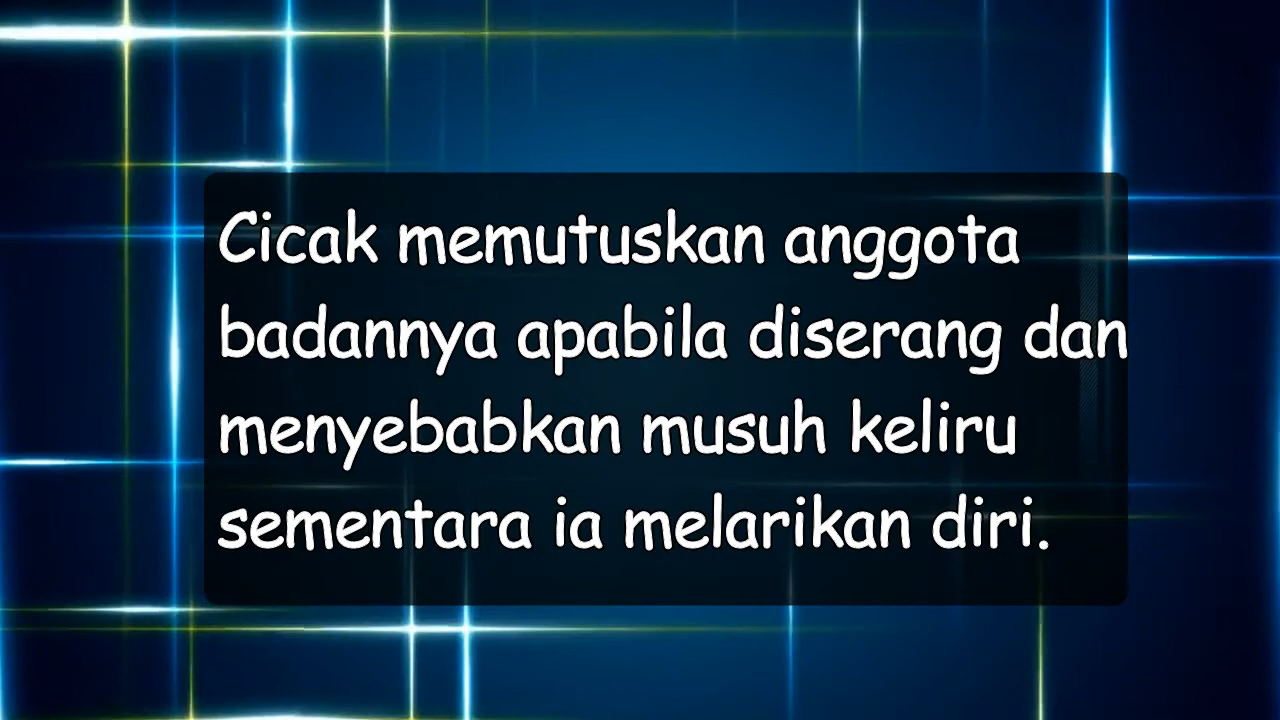 Cicak memutuskan anggota
badannya apabila diserang dan
menyebabkan musuh keliru
sementara ia melarikan diri.